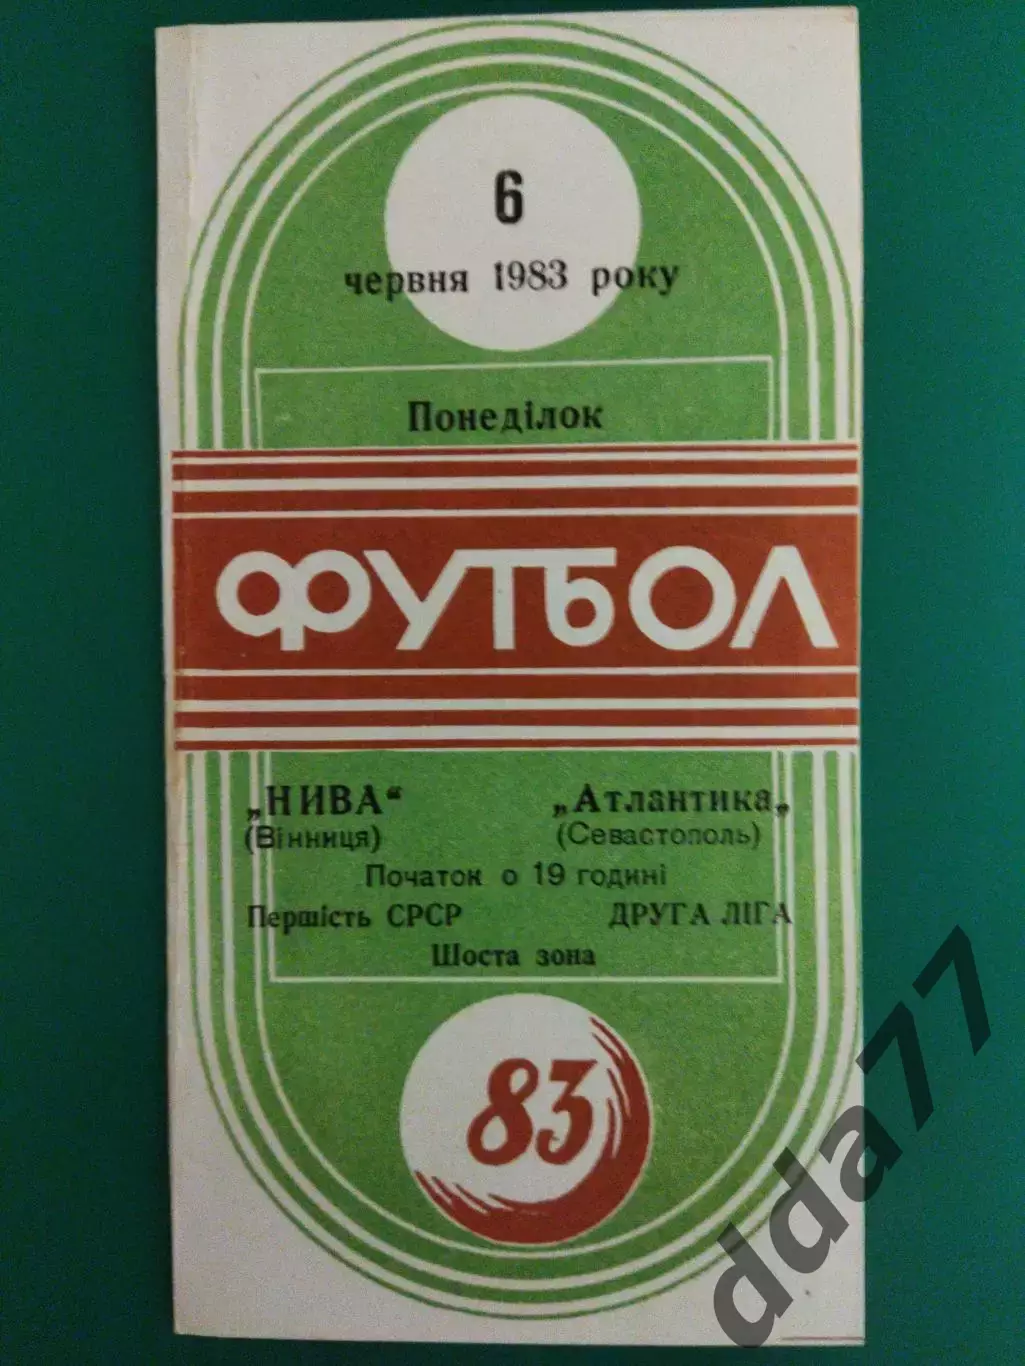 6
червня 1983 року
Понеділок
ФУТБОЛ
„НИВА“ „Атлантика„
(Вінниця) (Севастополь)
Початок о 19 годині
Першість СРСР ДРУГА ЛІГА
Шоста зона
83
dda77